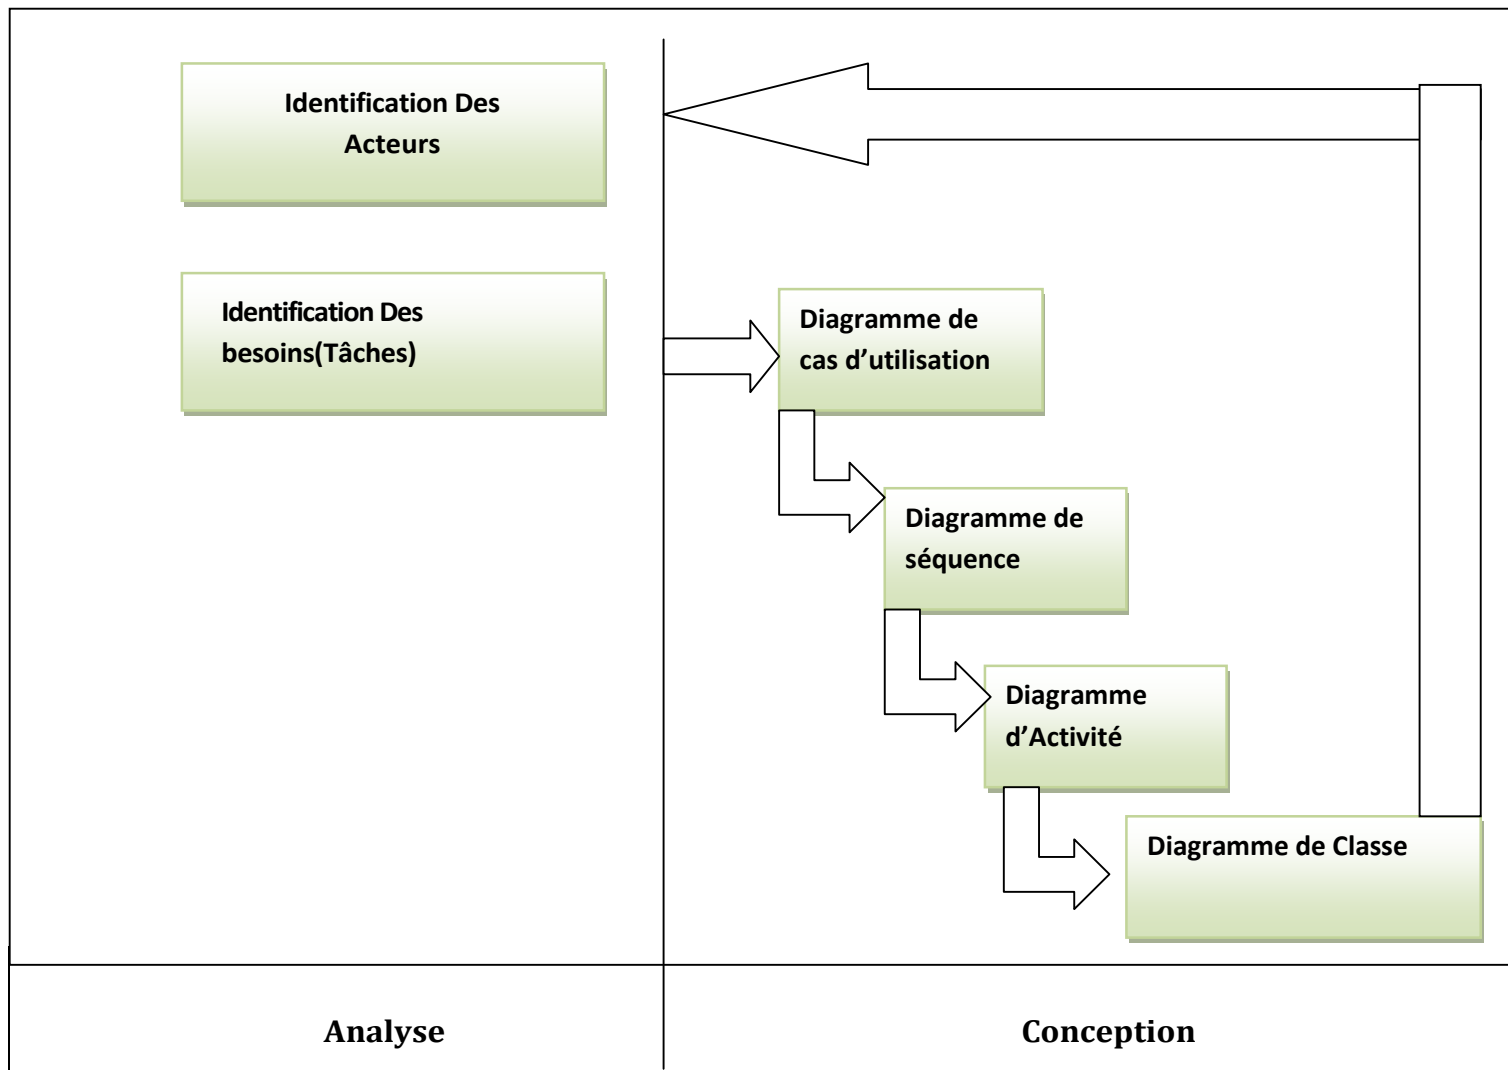 Identification Des
Acteurs
Identification Des
besoins(Tâches)
Diagramme de
cas d’utilisation
Diagramme de
séquence
Diagramme
d’Activité
Diagramme de Classe
Analyse
Conception